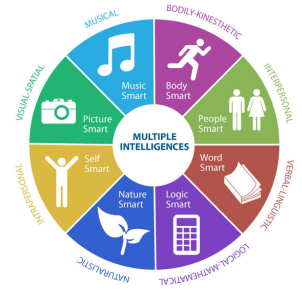 MUSICAL
BODILY-KINESTHETIC
INTERPERSONAL
VERBAL-LINGUISTIC
LOGICAL-MATHEMATICAL
NATURALISTIC
INTRAPERSONAL
VISUAL-SPATIAL
Music
Smart
Body
Smart
People
Smart
Word
Smart
Logic
Smart
Nature
Smart
Self
Smart
Picture
Smart
MULTIPLE
INTELLIGENCES